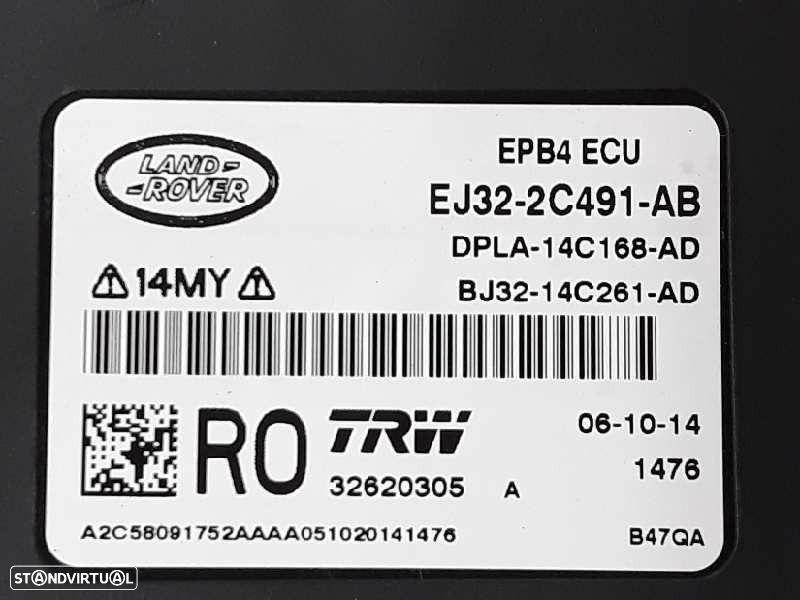 LAND-
-ROVER
EPB4 ECU
EJ32-2C491-AB
DPLA-14C168-AD
14MY
BJ32-14C261-AD
RO
TRW
32620305 A
06-10-14
1476
A2C58091752AAAA051020141476
B47QA
STANDVIRTUAL